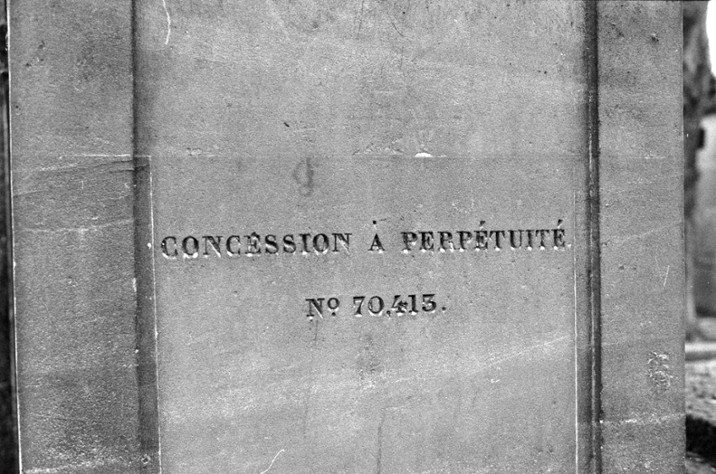 CONCESSION À PERPÉTUITÉ.
Nº 70,413.